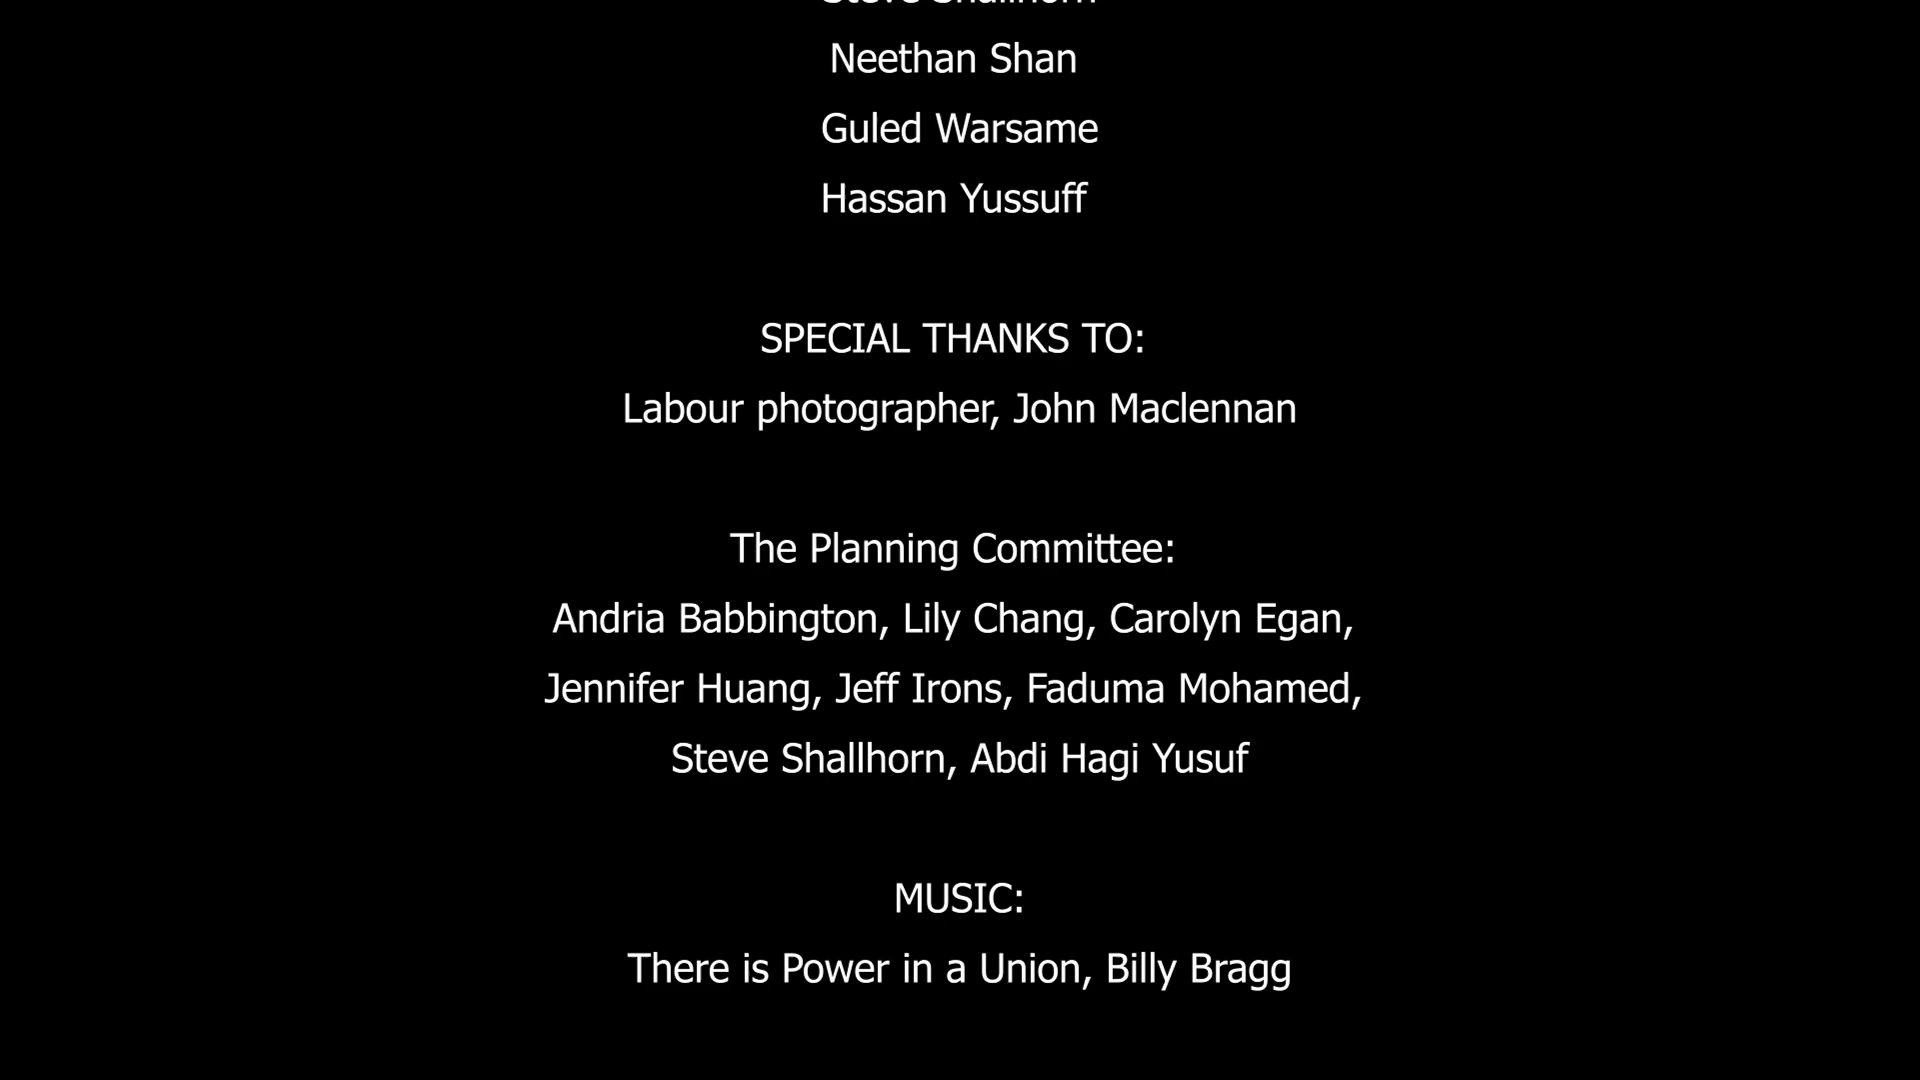 Steve Shallhorn
Neethan Shan
Guled Warsame
Hassan Yussuff
SPECIAL THANKS TO:
Labour photographer, John Maclennan
The Planning Committee:
Andria Babbington, Lily Chang, Carolyn Egan,
Jennifer Huang, Jeff Irons, Faduma Mohamed,
Steve Shallhorn, Abdi Hagi Yusuf
MUSIC:
There is Power in a Union, Billy Bragg